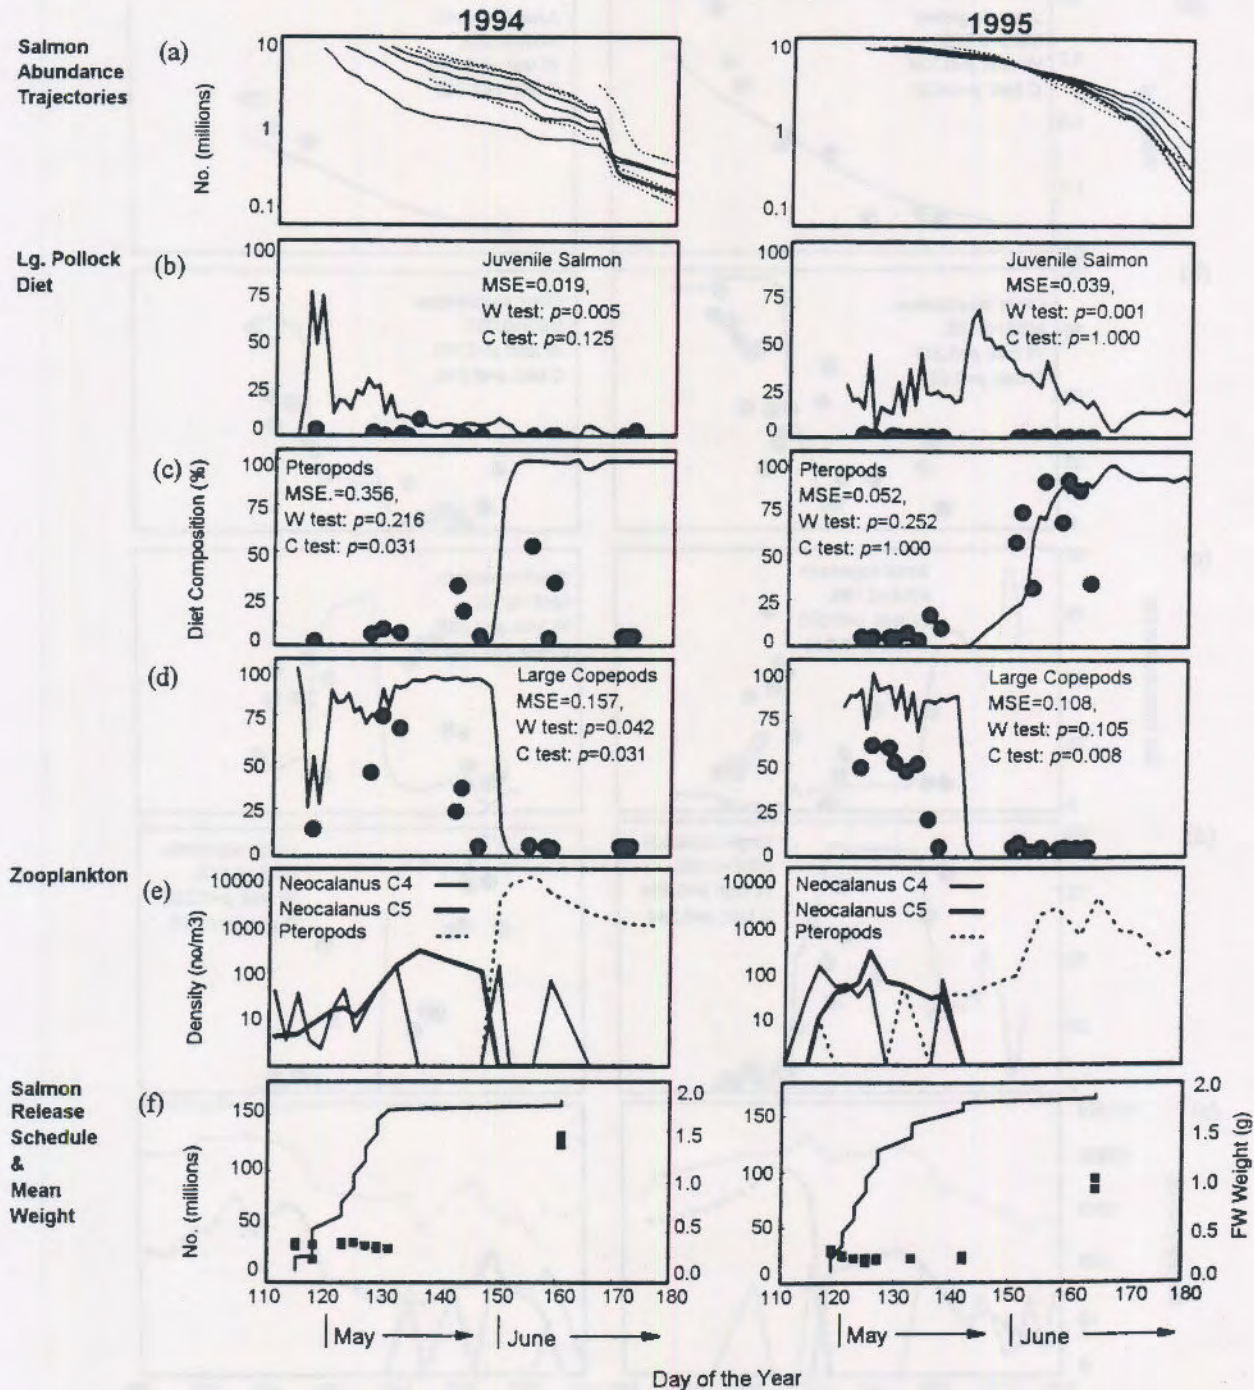 1994
1995
Salmon
Abundance
Trajectories
(a)
No. (millions)
10
1
0.1
10
1
0.1
Lg. Pollock
Diet
(b)
100
75
50
25
0
Juvenile Salmon
MSE=0.019,
W test: p=0.005
C test: p=0.125
100
75
50
25
0
Juvenile Salmon
MSE=0.039,
W test: p=0.001
C test: p=1.000
Diet Composition (%)
(c)
100
75
50
25
0
Pteropods
MSE.=0.356,
W test: p=0.216
C test: p=0.031
100
75
50
25
0
Pteropods
MSE=0.052,
W test: p=0.252
C test: p=1.000
(d)
100
75
50
25
0
Large Copepods
MSE=0.157,
W test: p=0.042
C test: p=0.031
100
75
50
25
0
Large Copepods
MSE=0.108,
W test: p=0.105
C test: p=0.008
Zooplankton
(e)
Density (no/m3)
10000
1000
100
10
Neocalanus C4
Neocalanus C5
Pteropods
10000
1000
100
10
Neocalanus C4
Neocalanus C5
Pteropods
Salmon
Release
Schedule
&
Mean
Weight
(f)
No. (millions)
150
100
50
0
2.0
1.5
1.0
0.5
0.0
150
100
50
0
2.0
1.5
1.0
0.5
0.0
FW Weight (g)
110 120 130 140 150 160 170 180
110 120 130 140 150 160 170 180
May June
May June
Day of the Year